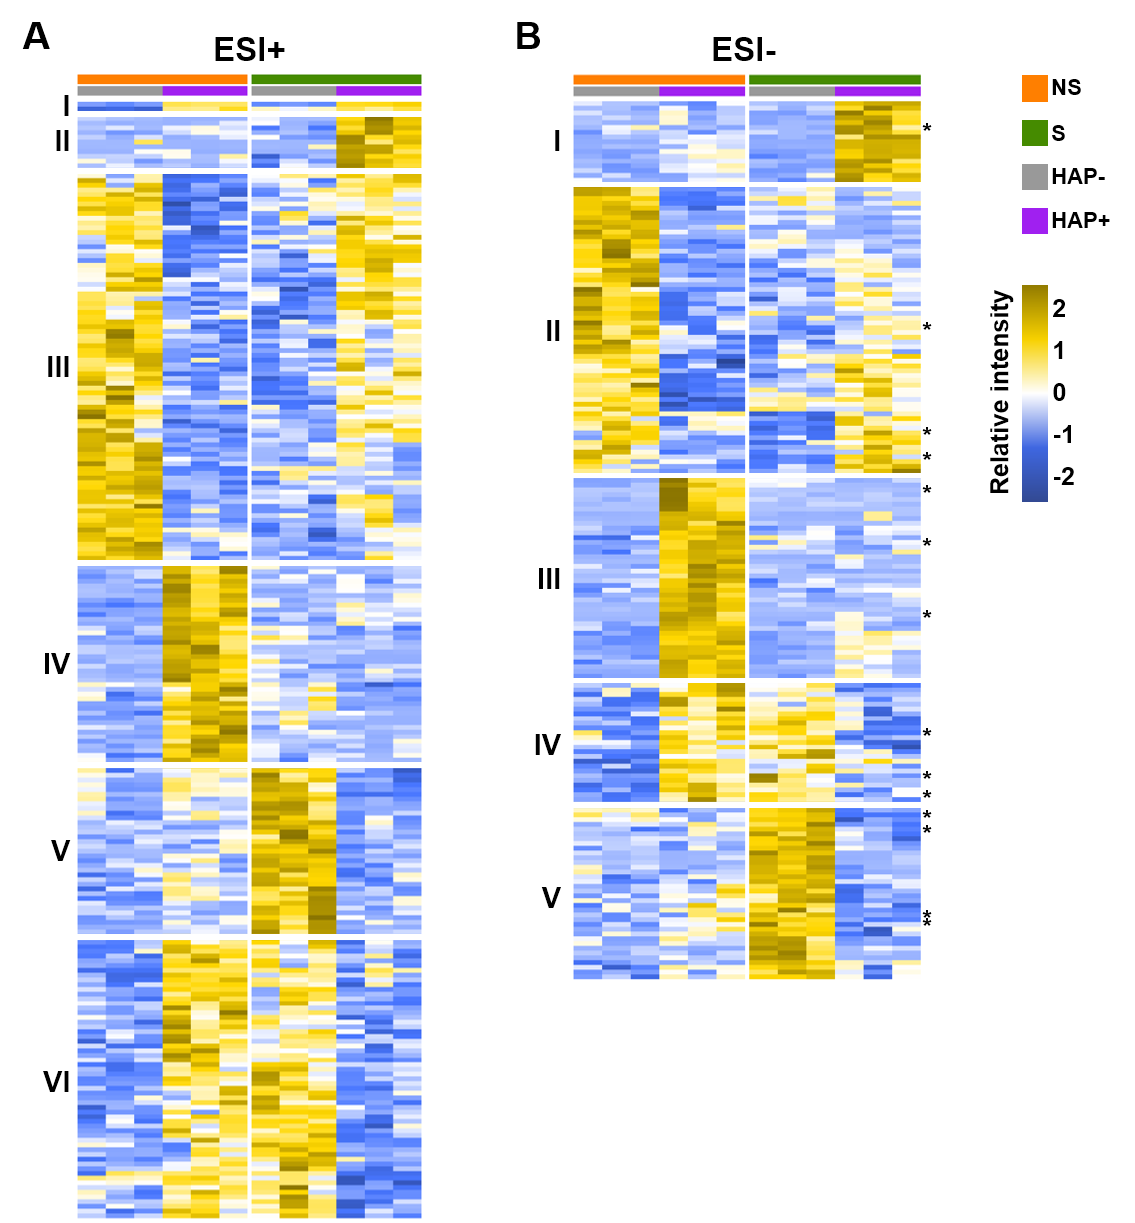 A
ESI+
I
II
III
IV
V
VI
B
ESI-
I
*
II
*
*
*
III
*
*
*
IV
*
*
*
V
*
*
*
*
NS
S
HAP-
HAP+
Relative intensity
2
1
0
-1
-2